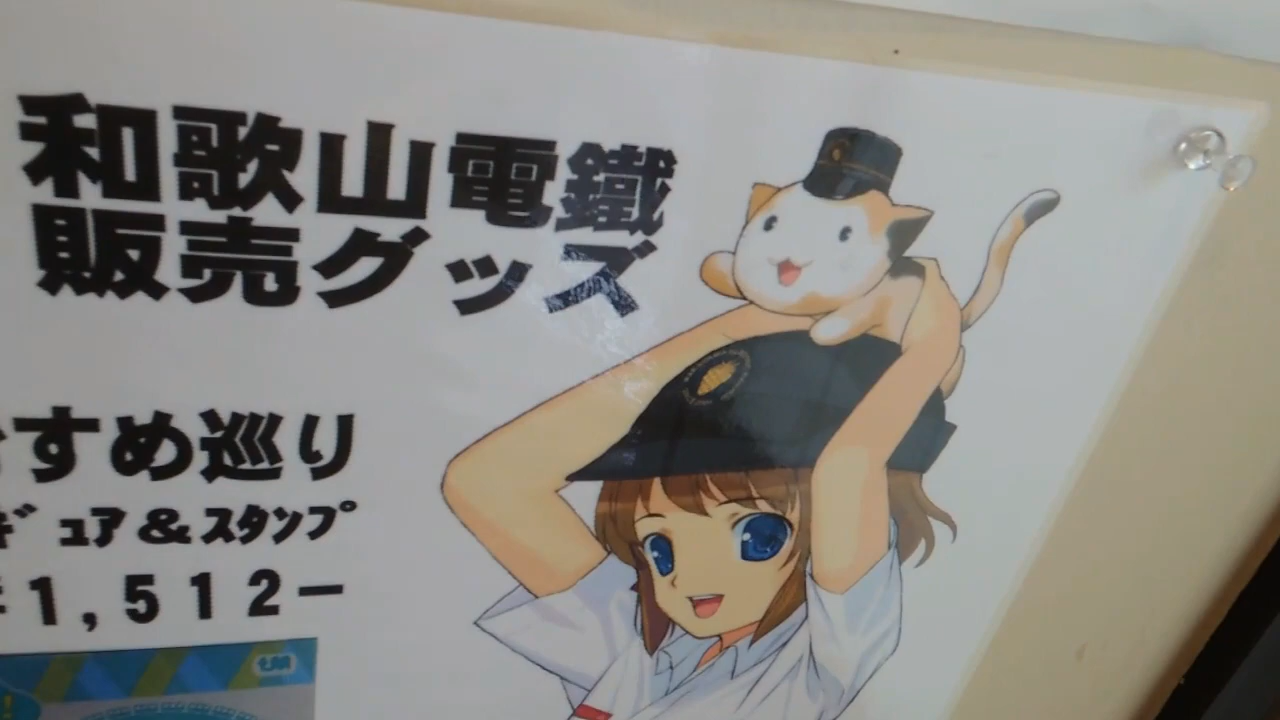 和歌山電鐵
販売グッズ
すめ巡り
ギュア&スタンプ
¥1,512ー